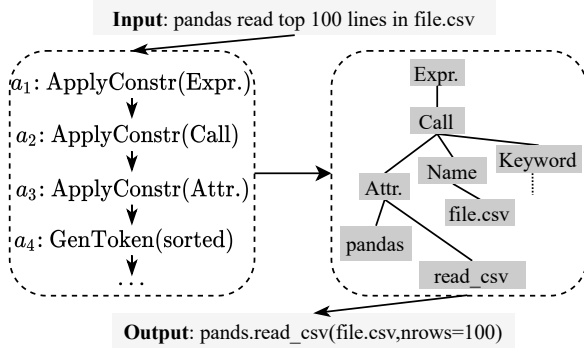 Input: pandas read top 100 lines in file.csv
a1: ApplyConstr(Expr.)
a2: ApplyConstr(Call)
a3: ApplyConstr(Attr.)
a4: GenToken(sorted)
...
Expr.
Call
Attr.
Name
Keyword
file.csv
pandas
read_csv
Output: pands.read_csv(file.csv,nrows=100)